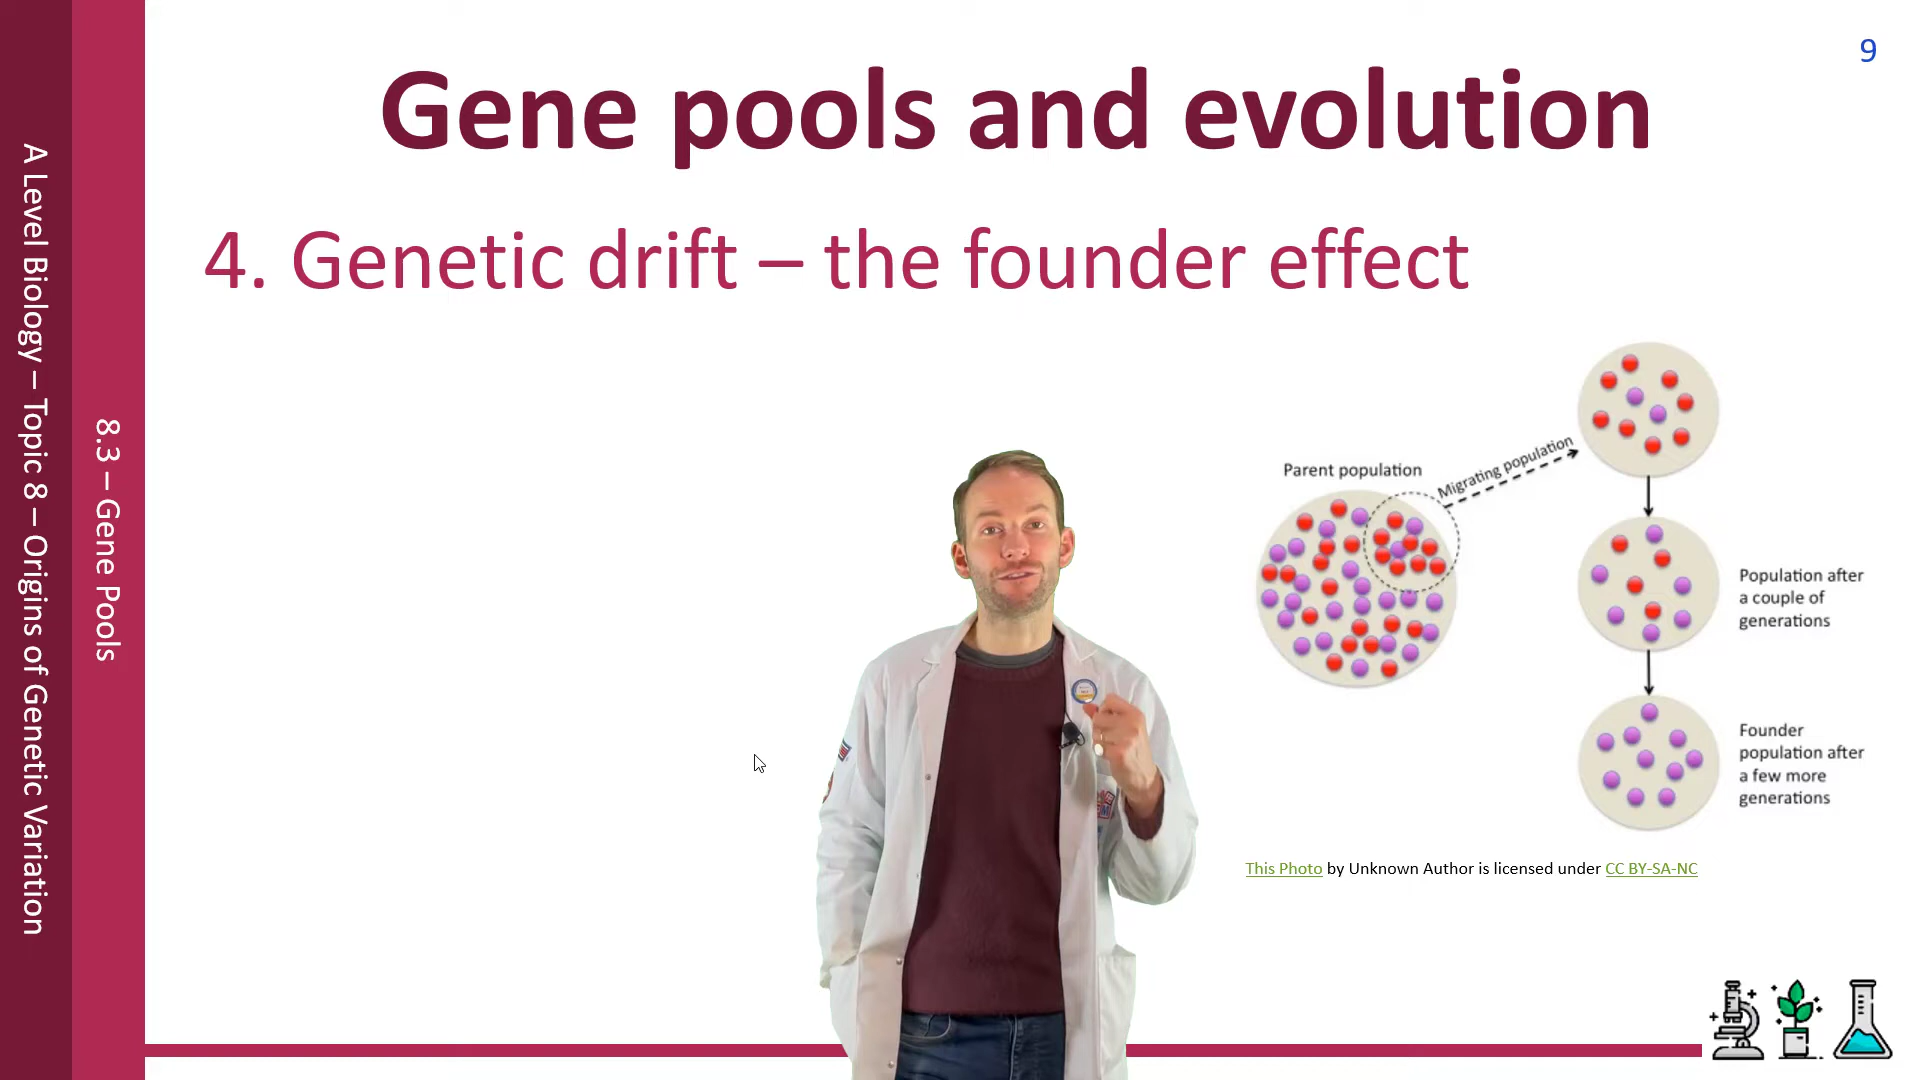 A Level Biology – Topic 8 – Origins of Genetic Variation
8.3 – Gene Pools
9
Gene pools and evolution
4. Genetic drift – the founder effect
Parent population
Migrating population
Population after
a couple of
generations
Founder
population after
a few more
generations
This Photo by Unknown Author is licensed under CC BY-SA-NC